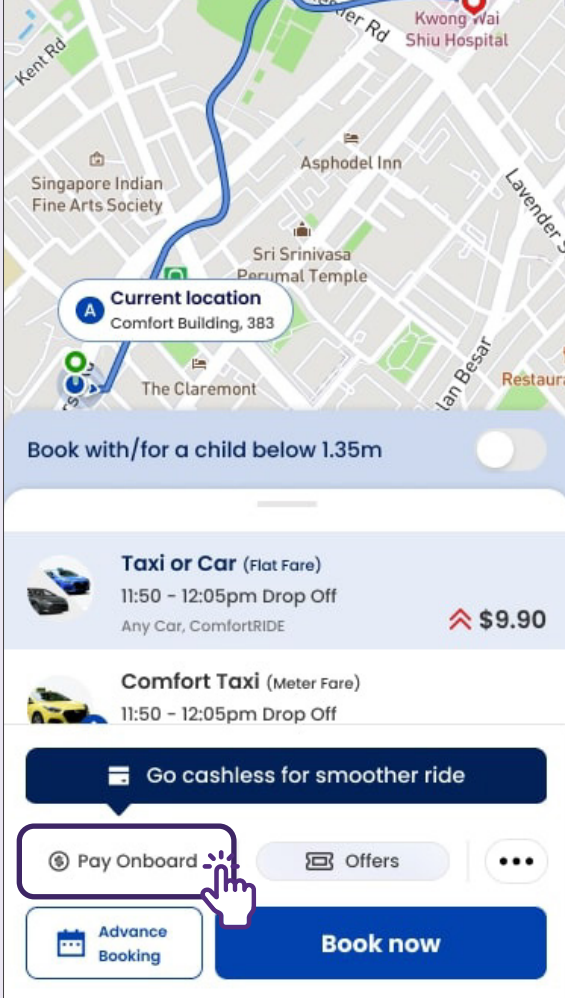 Kent Rd
Kwong Wai
Shiu Hospital
Rd
Asphodel Inn
Singapore Indian
Fine Arts Society
Lavender
Sri Srinivasa
Perumal Temple
A
Current location
Comfort Building, 383
The Claremont
Besar
Book with/for a child below 1.35m
Taxi or Car (Flat Fare)
11:50 - 12:05pm Drop Off
Any Car, ComfortRIDE
$9.90
Comfort Taxi (Meter Fare)
11:50 - 12:05pm Drop Off
Go cashless for smoother ride
Pay Onboard
Offers
Advance
Booking
Book now